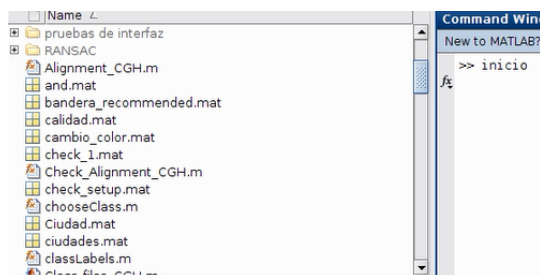 Name
pruebas de interfaz
RANSAC
Alignment_CGH.m
and.mat
bandera_recommended.mat
calidad.mat
cambio_color.mat
check_1.mat
Check_Alignment_CGH.m
check_setup.mat
chooseClass.m
Ciudad.mat
ciudades.mat
classLabels.m
Command Win
New to MATLAB?
>> inicio
fx